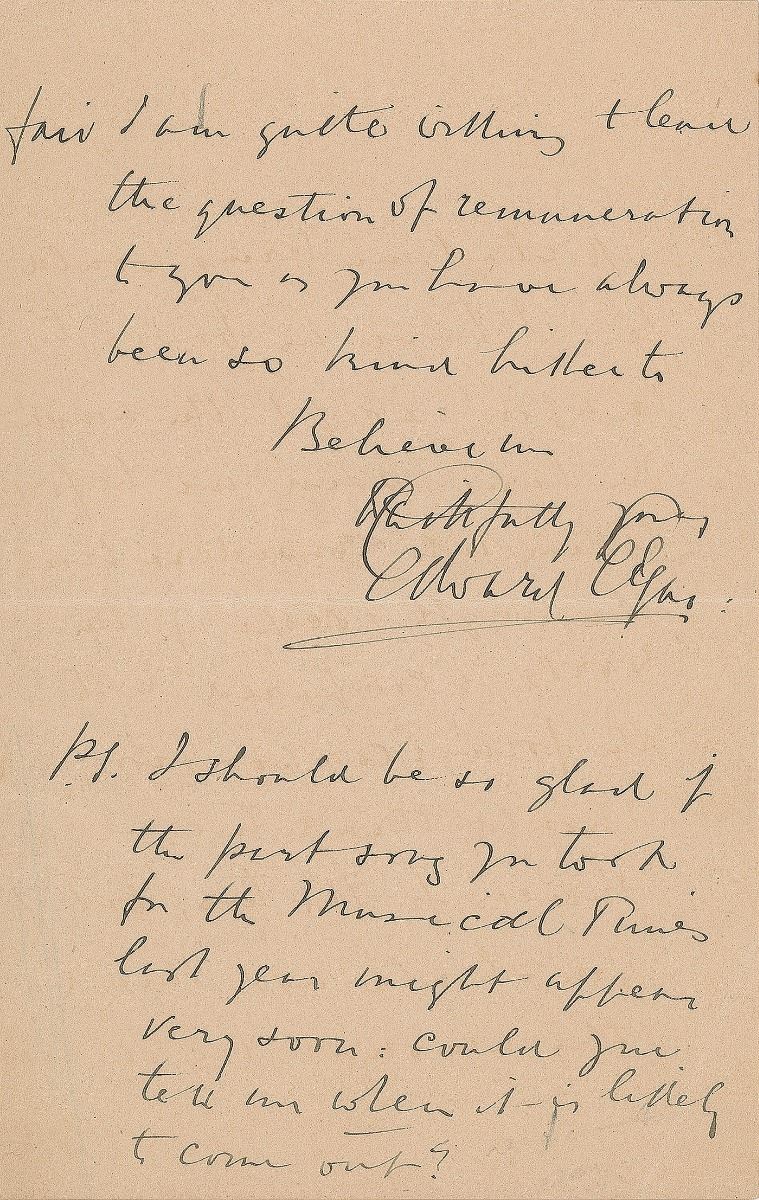 fair I am quite willing to leave
the question of remuneration
to you as you have always
been so kind hitherto
Believe me
Faithfully yours
Edward Elgar.
P.S. I should be so glad if
the part song you took
for the Musical Times
last year might appear
very soon: could you
tell me when it is likely
to come out?